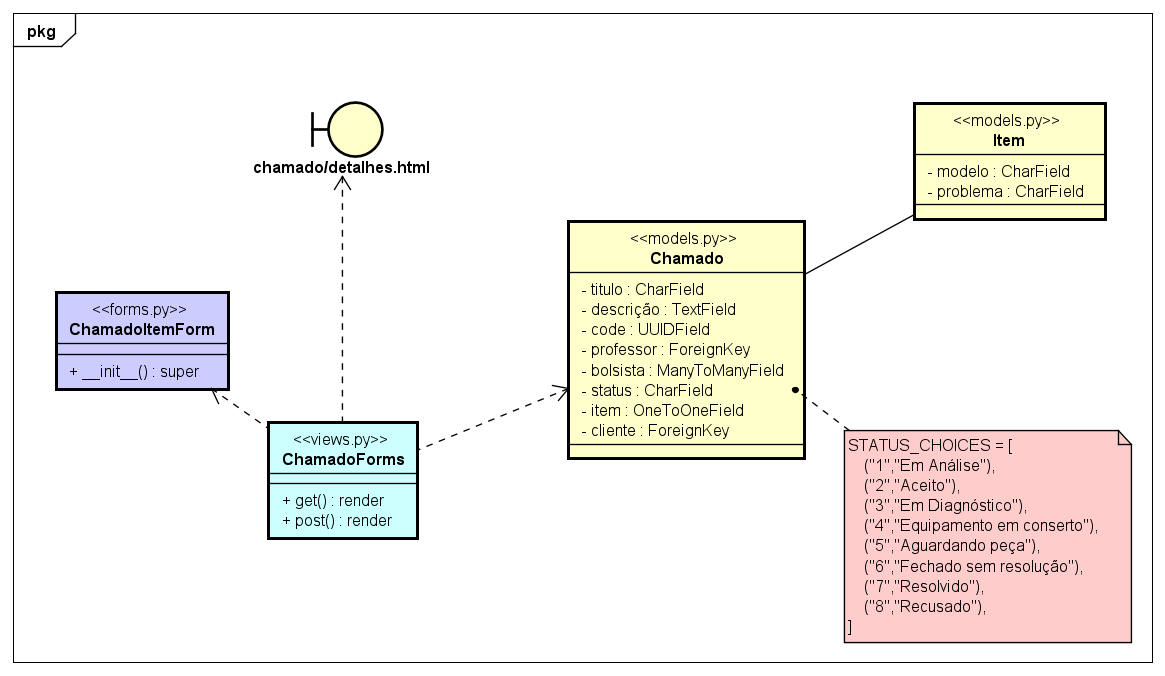 pkg
chamado/detalhes.html
<<models.py>>
Item
- modelo : CharField
- problema : CharField
<<models.py>>
Chamado
- titulo : CharField
- descrição : TextField
- code : UUIDField
- professor : ForeignKey
- bolsista : ManyToManyField
- status : CharField
- item : OneToOneField
- cliente : ForeignKey
<<forms.py>>
ChamadoItemForm
+ __init__() : super
<<views.py>>
ChamadoForms
+ get() : render
+ post() : render
STATUS_CHOICES = [
("1","Em Análise"),
("2","Aceito"),
("3","Em Diagnóstico"),
("4","Equipamento em conserto"),
("5","Aguardando peça"),
("6","Fechado sem resolução"),
("7","Resolvido"),
("8","Recusado"),
]